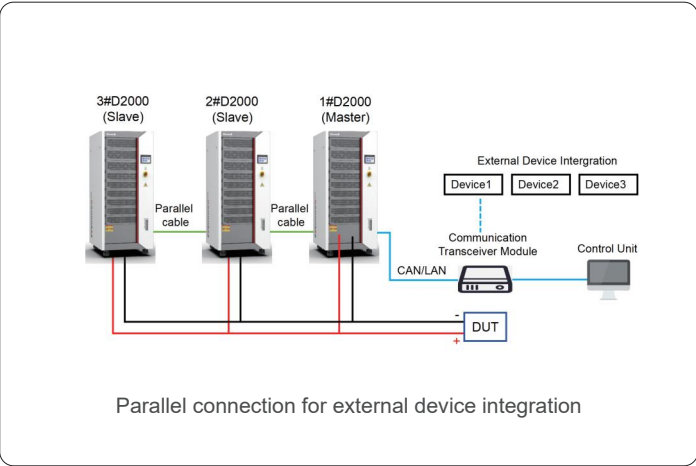 3#D2000
(Slave)
2#D2000
(Slave)
1#D2000
(Master)
External Device Intergration
Device1
Device2
Device3
Parallel
cable
Parallel
cable
Communication
Transceiver Module
Control Unit
CAN/LAN
-
DUT
+
Parallel connection for external device integration